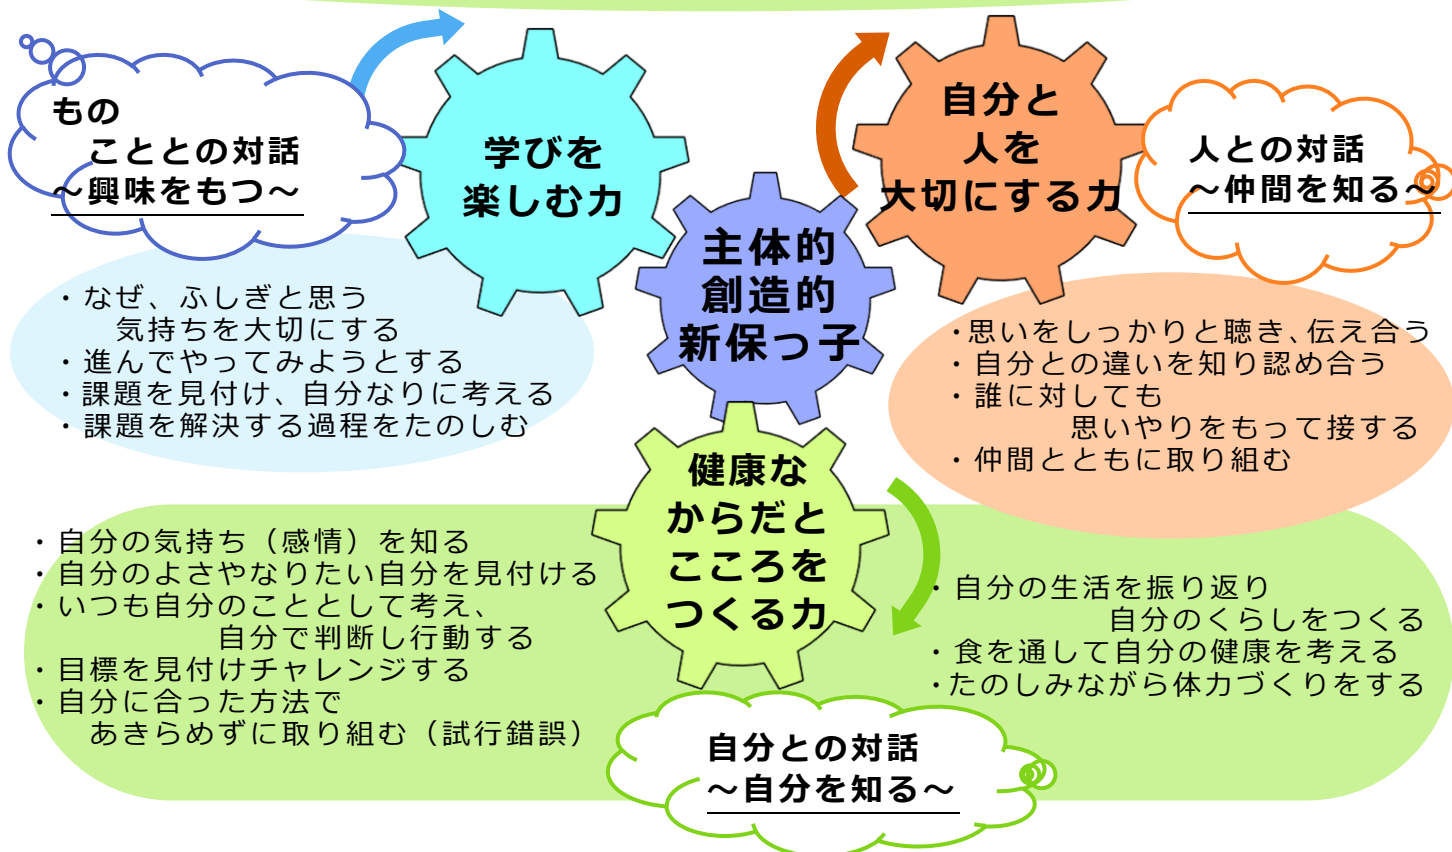 もの
こととの対話
～興味をもつ～
学びを
楽しむ力
自分と
人を
大切にする力
人との対話
～仲間を知る～
主体的
創造的
新保っ子
・なぜ、ふしぎと思う
気持ちを大切にする
・進んでやってみようとする
・課題を見付け、自分なりに考える
・課題を解決する過程をたのしむ
・思いをしっかりと聴き、伝え合う
・自分との違いを知り認め合う
・誰に対しても
思いやりをもって接する
・仲間とともに取り組む
健康な
からだと
こころを
つくる力
・自分の気持ち（感情）を知る
・自分のよさやなりたい自分を見付ける
・いつも自分のこととして考え、
自分で判断し行動する
・目標を見付けチャレンジする
・自分に合った方法で
あきらめずに取り組む（試行錯誤）
・自分の生活を振り返り
自分のくらしをつくる
・食を通して自分の健康を考える
・たのしみながら体力づくりをする
自分との対話
～自分を知る～